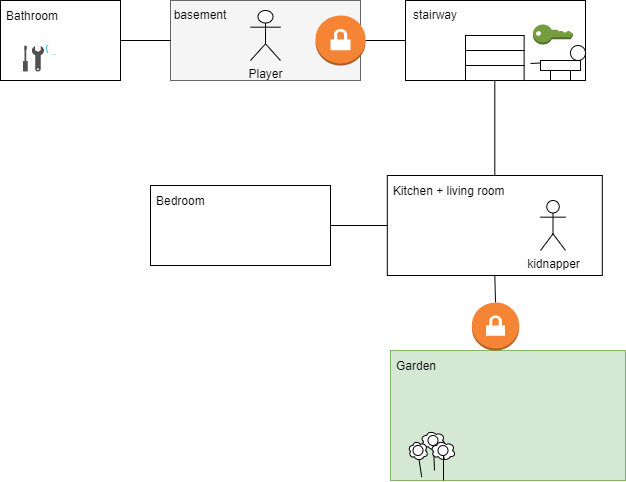 Bathroom
basement
stairway
Player
Bedroom
Kitchen + living room
kidnapper
Garden